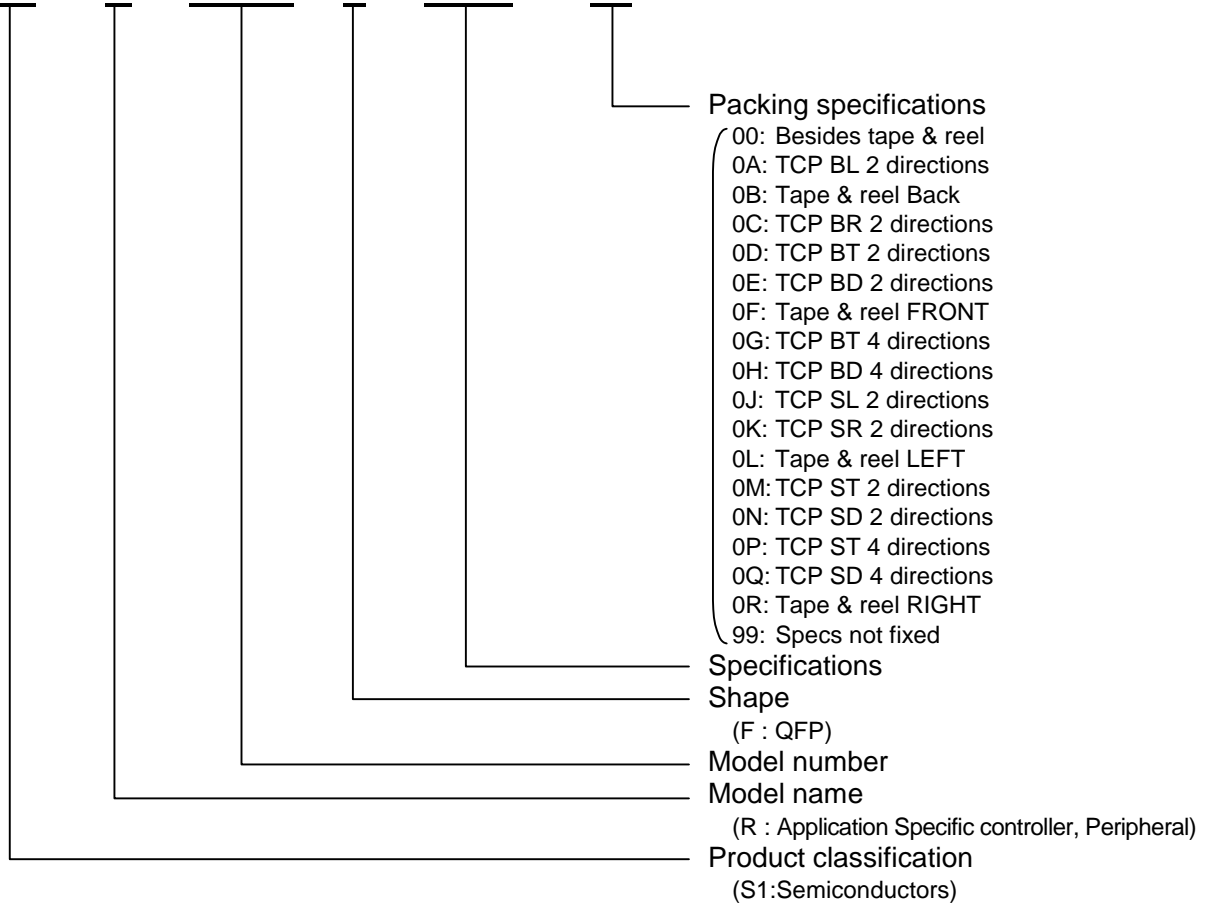 Packing specifications
00: Besides tape & reel
0A: TCP BL 2 directions
0B: Tape & reel Back
0C: TCP BR 2 directions
0D: TCP BT 2 directions
0E: TCP BD 2 directions
0F: Tape & reel FRONT
0G: TCP BT 4 directions
0H: TCP BD 4 directions
0J: TCP SL 2 directions
0K: TCP SR 2 directions
0L: Tape & reel LEFT
0M: TCP ST 2 directions
0N: TCP SD 2 directions
0P: TCP ST 4 directions
0Q: TCP SD 4 directions
0R: Tape & reel RIGHT
99: Specs not fixed
Specifications
Shape
(F : QFP)
Model number
Model name
(R : Application Specific controller, Peripheral)
Product classification
(S1:Semiconductors)